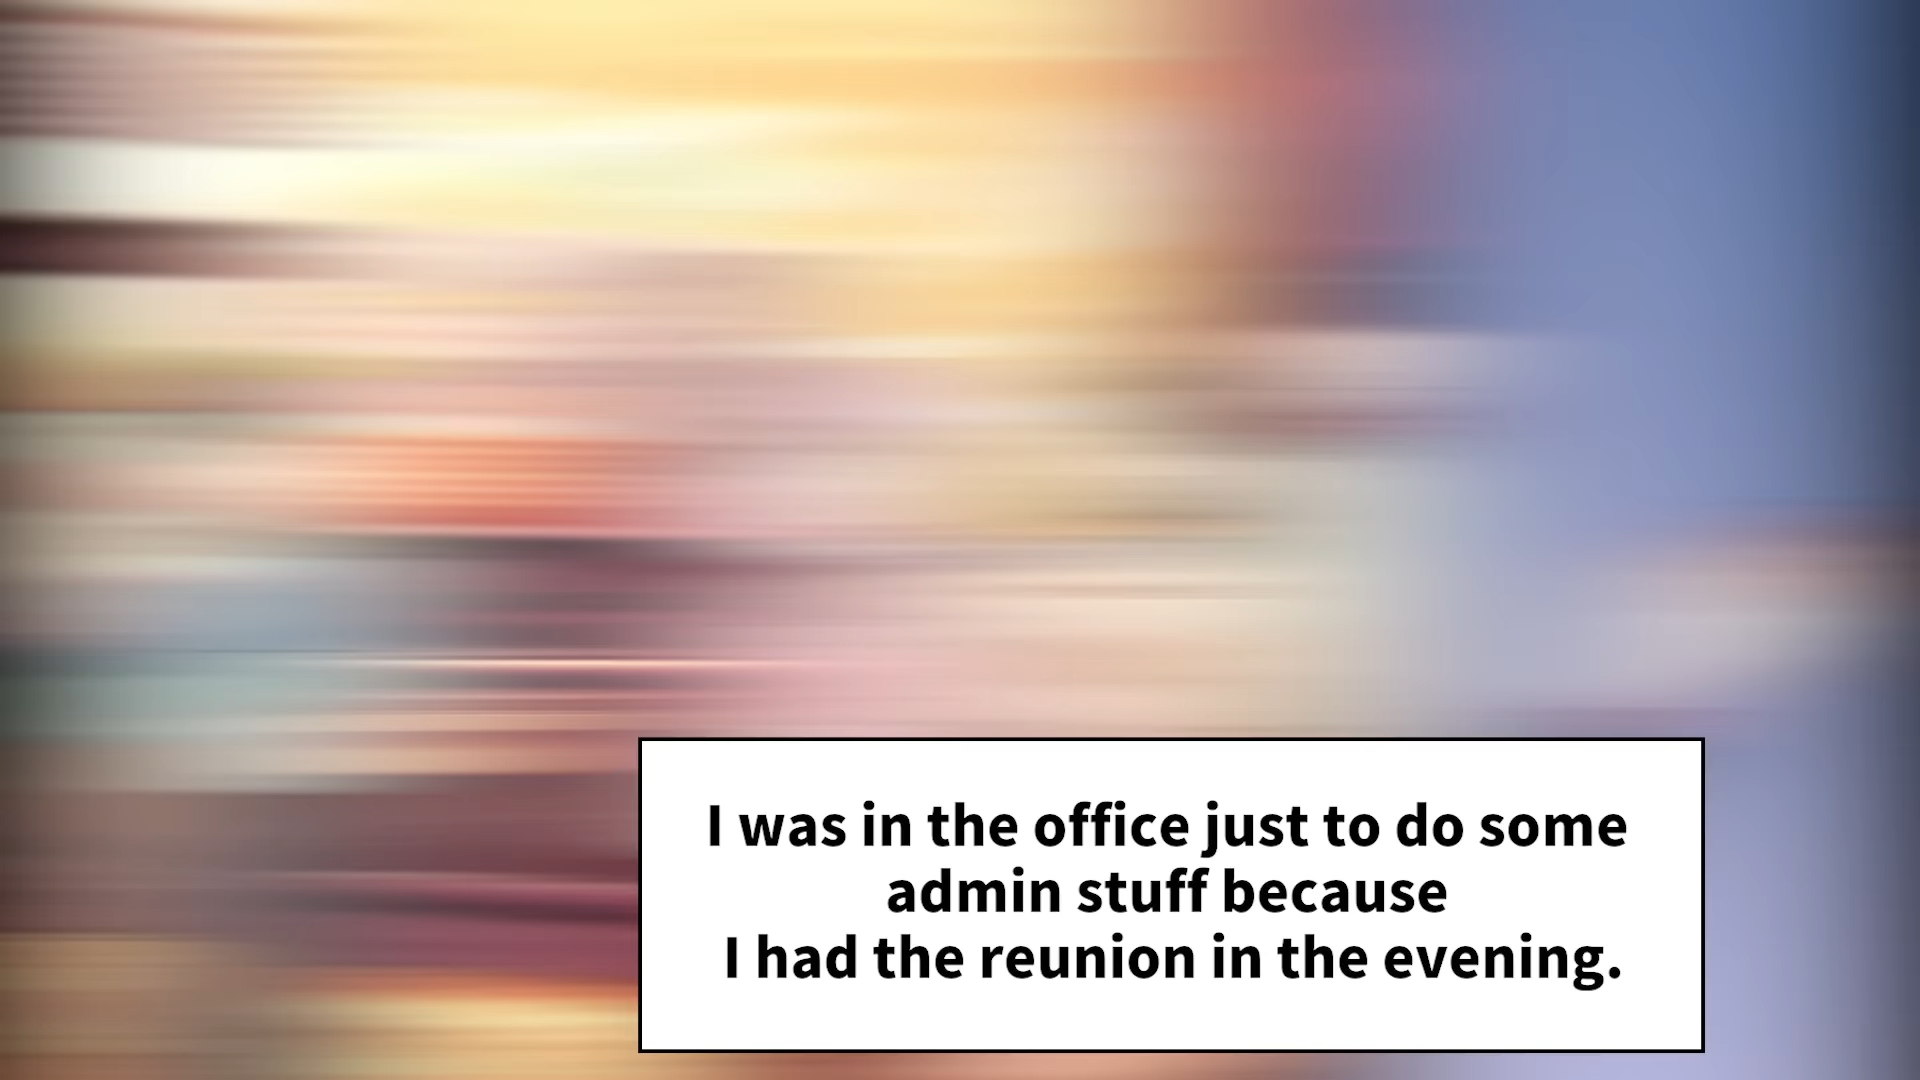 I was in the office just to do some
admin stuff because
I had the reunion in the evening.